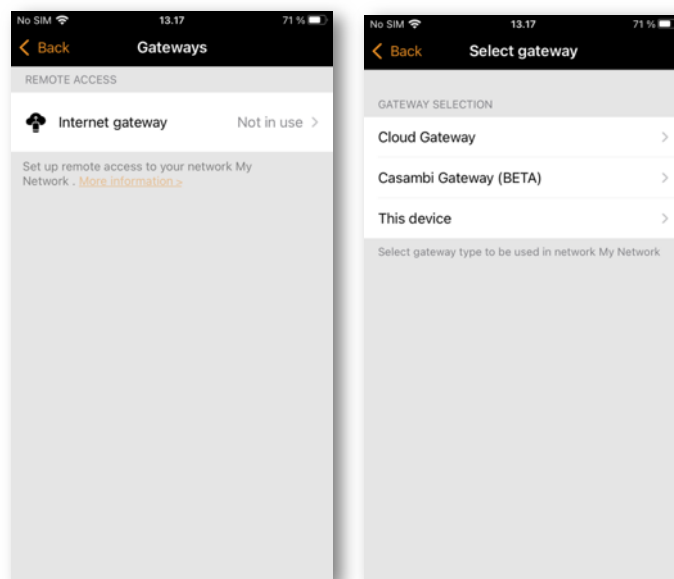 No SIM 13.17 71 %
Back Gateways
REMOTE ACCESS
Internet gateway Not in use
Set up remote access to your network My
Network . More information >
No SIM 13.17 71 %
Back Select gateway
GATEWAY SELECTION
Cloud Gateway
Casambi Gateway (BETA)
This device
Select gateway type to be used in network My Network